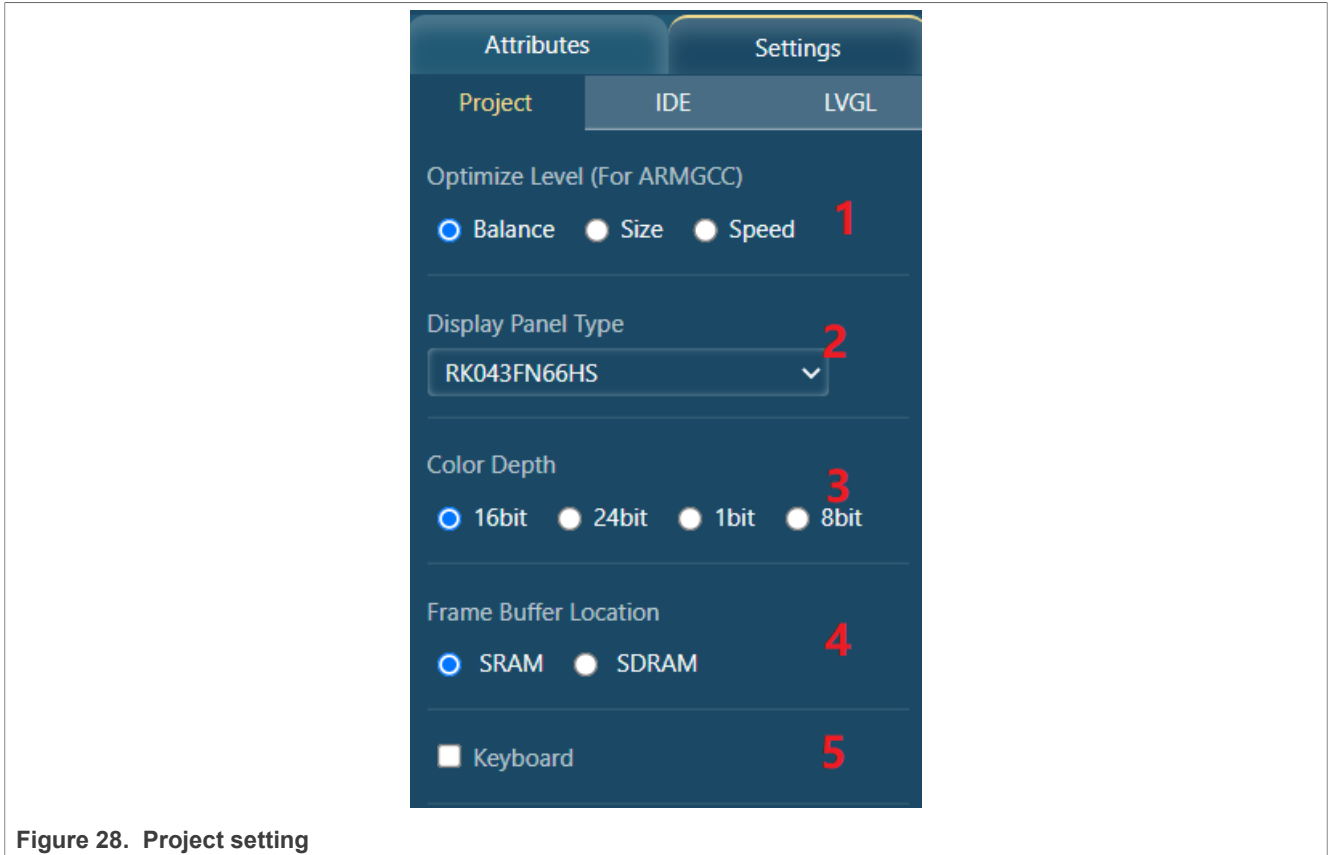 Attributes Settings
Project IDE LVGL
Optimize Level (For ARMGCC)
Balance Size Speed 1
Display Panel Type
2
RK043FN66HS
Color Depth
3
16bit 24bit 1bit 8bit
Frame Buffer Location
4
SRAM SDRAM
Keyboard 5
Figure 28. Project setting